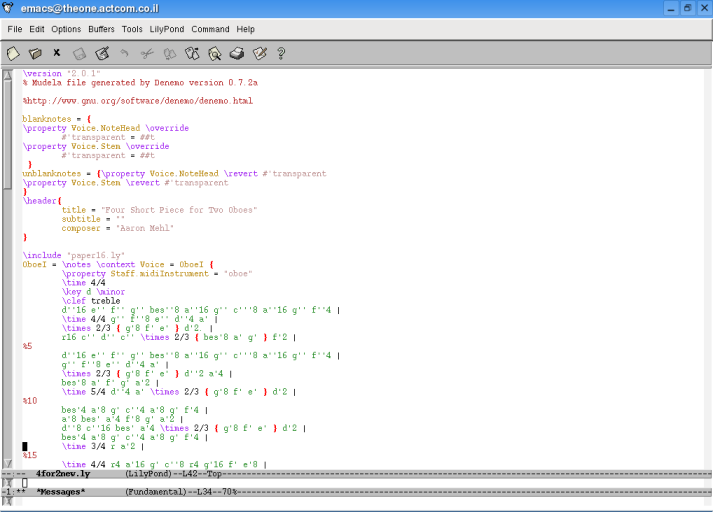 emacs@theone.actcom.co.il
File Edit Options Buffers Tools LilyPond Command Help
\version "2.0.1"
% Mudela file generated by Denemo version 0.7.2a
%http://www.gnu.org/software/denemo/denemo.html
blanknotes = {
\property Voice.NoteHead \override
#'transparent = ##t
\property Voice.Stem \override
#'transparent = ##t
}
unblanknotes = {\property Voice.NoteHead \revert #'transparent
\property Voice.Stem \revert #'transparent
}
\header{
title = "Four Short Piece for Two Oboes"
subtitle = ""
composer = "Aaron Mehl"
}
\include "paper16.ly"
OboeI = \notes \context Voice = OboeI {
\property Staff.midiInstrument = "oboe"
\time 4/4
\key d \minor
\clef treble
d''16 e'' f'' g'' bes''8 a''16 g'' c'''8 a''16 g'' f''4 |
\time 4/4 g'' f''8 e'' d''4 a' |
\times 2/3 { g'8 f' e' } d'2. |
r16 c'' d'' c'' \times 2/3 { bes'8 a' g' } f'2 |
%5
d''16 e'' f'' g'' bes''8 a''16 g'' c'''8 a''16 g'' f''4 |
g'' f''8 e'' d''4 a' |
\times 2/3 { g'8 f' e' } d''2 a'4 |
bes'8 a' f' g' a'2 |
\time 5/4 d''4 a' \times 2/3 { g'8 f' e' } d'2 |
%10
bes'4 a'8 g' c''4 a'8 g' f'4 |
a'8 bes' a'4 f'8 g' a'2 |
d''8 c''16 bes' a'4 \times 2/3 { g'8 f' e' } d'2 |
bes'4 a'8 g' c''4 a'8 g' f'4 |
\time 3/4 r a'2 |
%15
\time 4/4 r4 a'16 g' c''8 r4 g'16 f' e'8 |
--:-- 4for2new.ly (LilyPond)--L42--Top
-1:** *Messages* (Fundamental)--L34--70%